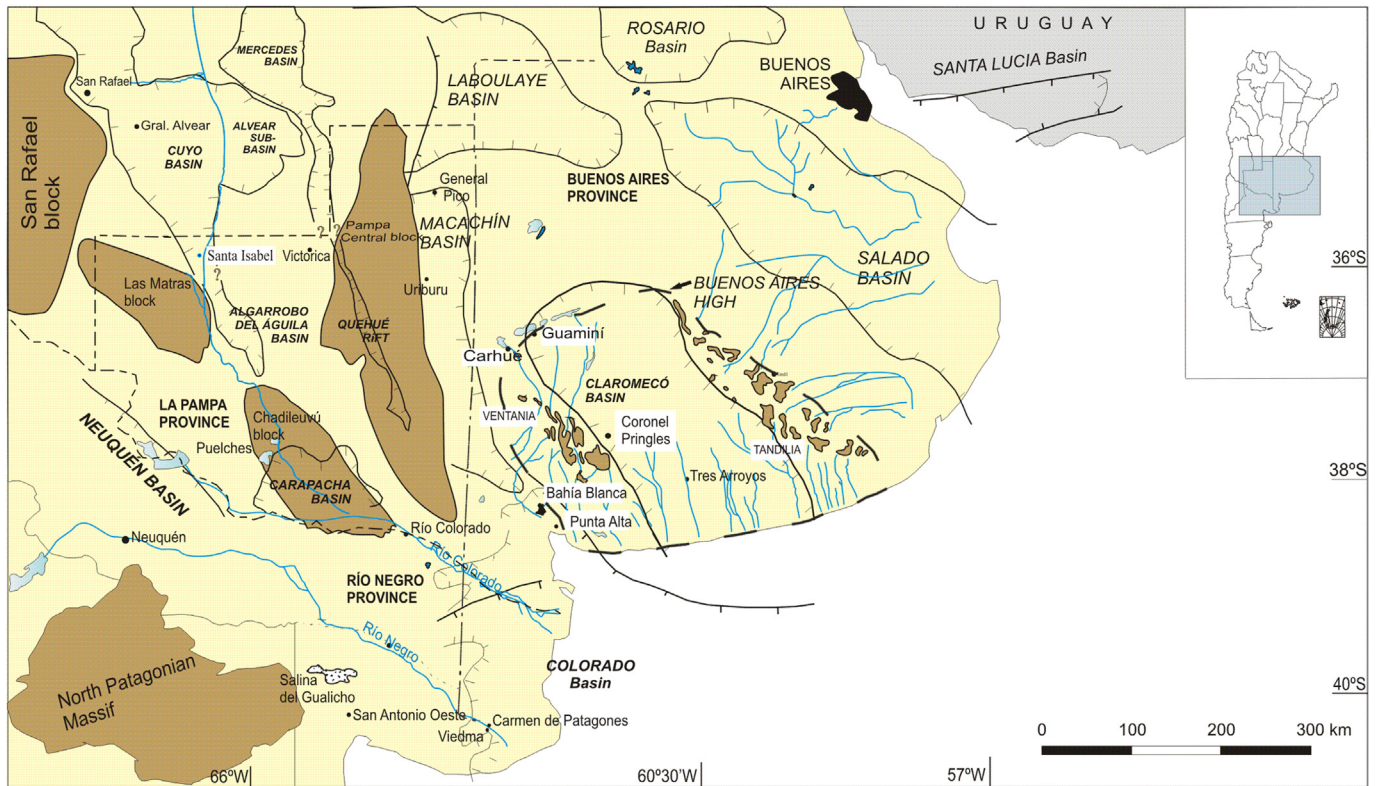 ROSARIO
Basin
URUGUAY
SANTA LUCIA Basin
MERCEDES
BASIN
BUENOS
AIRES
San Rafael
LABOULAYE
BASIN
Gral. Alvear
ALVEAR
SUB-
BASIN
CUYO
BASIN
San Rafael
block
General
Pico
BUENOS AIRES
PROVINCE
Pampa
Central block
MACACHÍN
BASIN
?
?
Santa Isabel
Victorica
?
SALADO
BASIN
36ºS
Las Matras
block
Uriburu
BUENOS AIRES
HIGH
ALGARROBO
DEL ÁGUILA
BASIN
QUEHUÉ
RIFT
Guaminí
Carhué
CLAROMECÓ
BASIN
LA PAMPA
PROVINCE
Chadileuvú
block
VENTANIA
Coronel
Pringles
NEUQUÉN BASIN
Puelches
TANDILIA
38ºS
CARAPACHA
BASIN
Tres Arroyos
Bahía Blanca
Punta Alta
Río Colorado
Neuquén
Río Colorado
RÍO NEGRO
PROVINCE
Río Negro
COLORADO
Basin
North Patagonian
Massif
Salina
del Gualicho
40ºS
San Antonio Oeste
Carmen de Patagones
Viedma
0 100 200 300 km
66ºW
60º30'W
57ºW